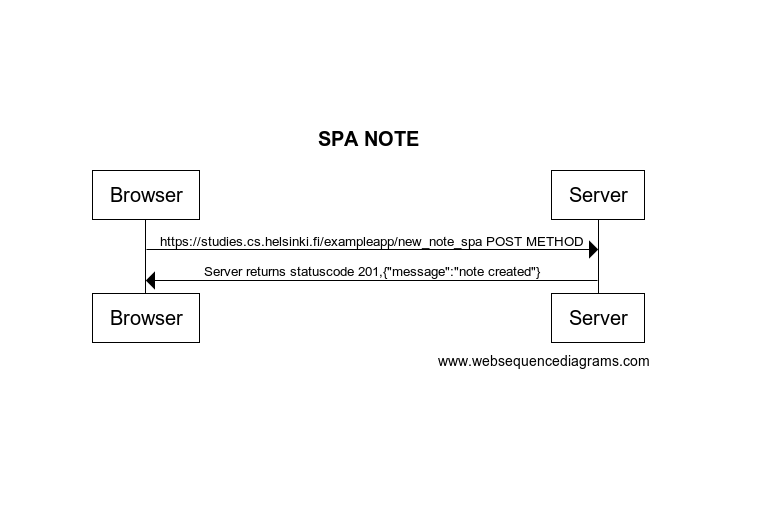 SPA NOTE
Browser
Server
https://studies.cs.helsinki.fi/exampleapp/new_note_spa POST METHOD
Server returns statuscode 201,{"message":"note created"}
Browser
Server
www.websequencediagrams.com